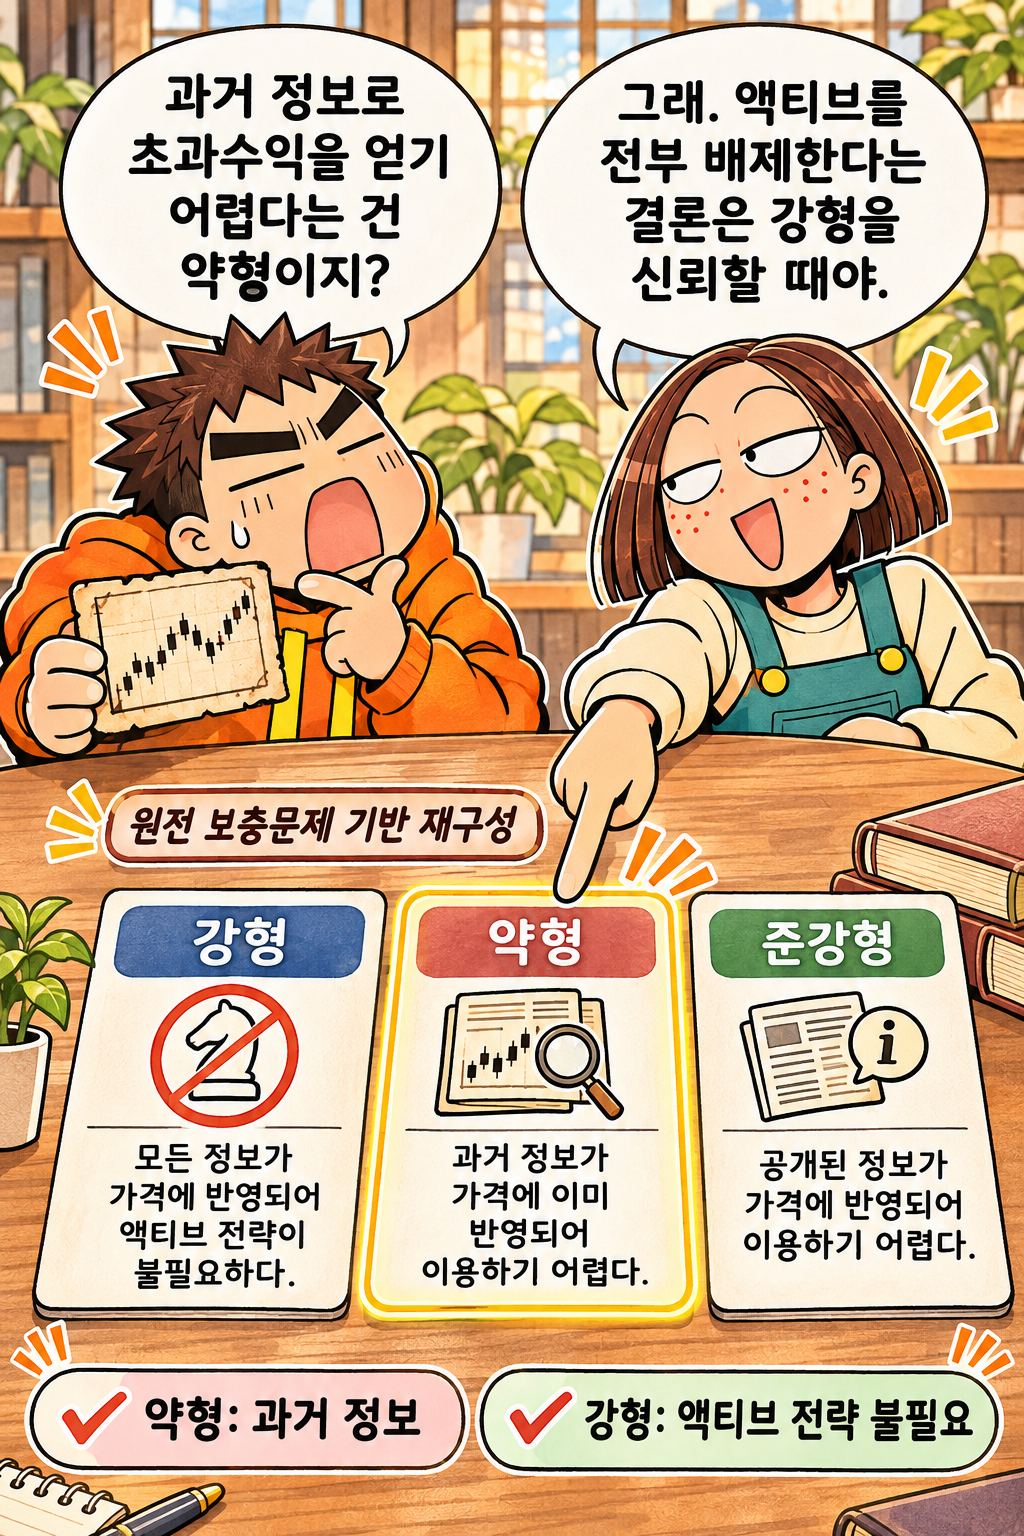 과거 정보로
초과수익을 얻기
어렵다는 건
약형이지?
그래. 액티브를
전부 배제한다는
결론은 강형을
신뢰할 때야.
원전 보충문제 기반 재구성
강형
모든 정보가
가격에 반영되어
액티브 전략이
불필요하다.
약형
과거 정보가
가격에 이미
반영되어
이용하기 어렵다.
준강형
i
공개된 정보가
가격에 반영되어
이용하기 어렵다.
약형: 과거 정보
강형: 액티브 전략 불필요